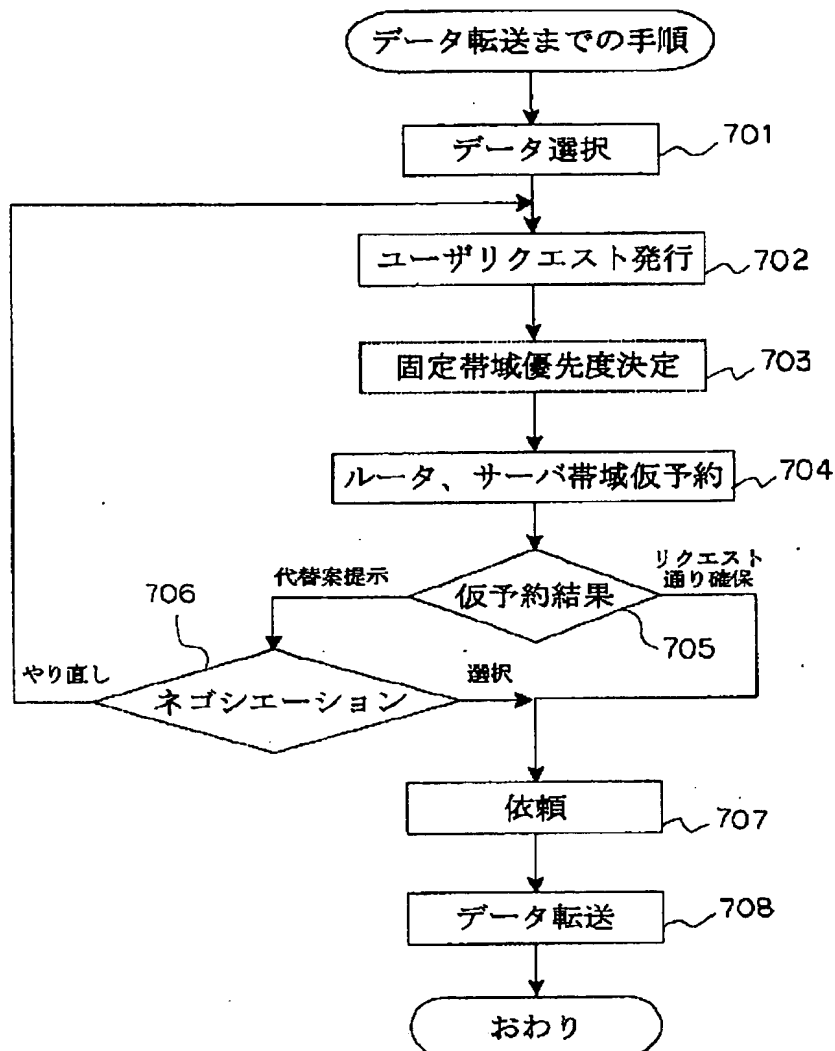 データ転送までの手順
データ選択
701
ユーザリクエスト発行
702
固定帯域優先度決定
703
ルータ、サーバ帯域仮予約
704
代替案提示
仮予約結果
リクエスト
通り確保
705
706
やり直し
ネゴシエーション
選択
依頼
707
データ転送
708
おわり